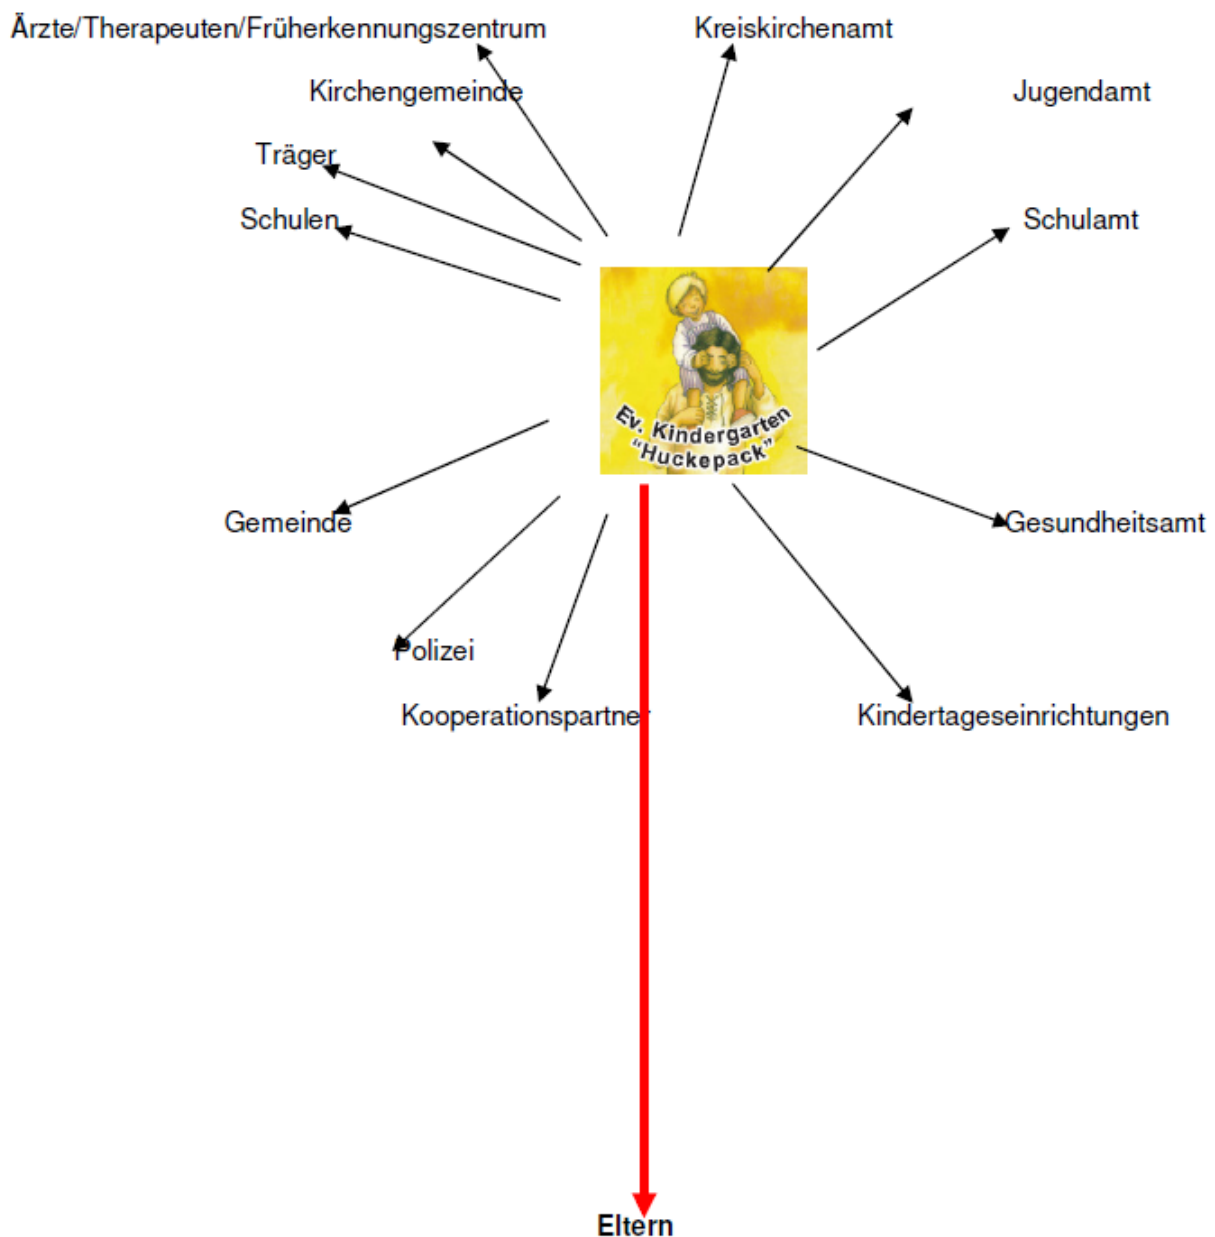 Ärzte/Therapeuten/Früherkennungszentrum
Kreiskirchenamt
Kirchengemeinde
Jugendamt
Träger
Schulen
Schulamt
Ev. Kindergarten
“Huckepack”
Gemeinde
Gesundheitsamt
Polizei
Kooperationspartner
Kindertageseinrichtungen
Eltern